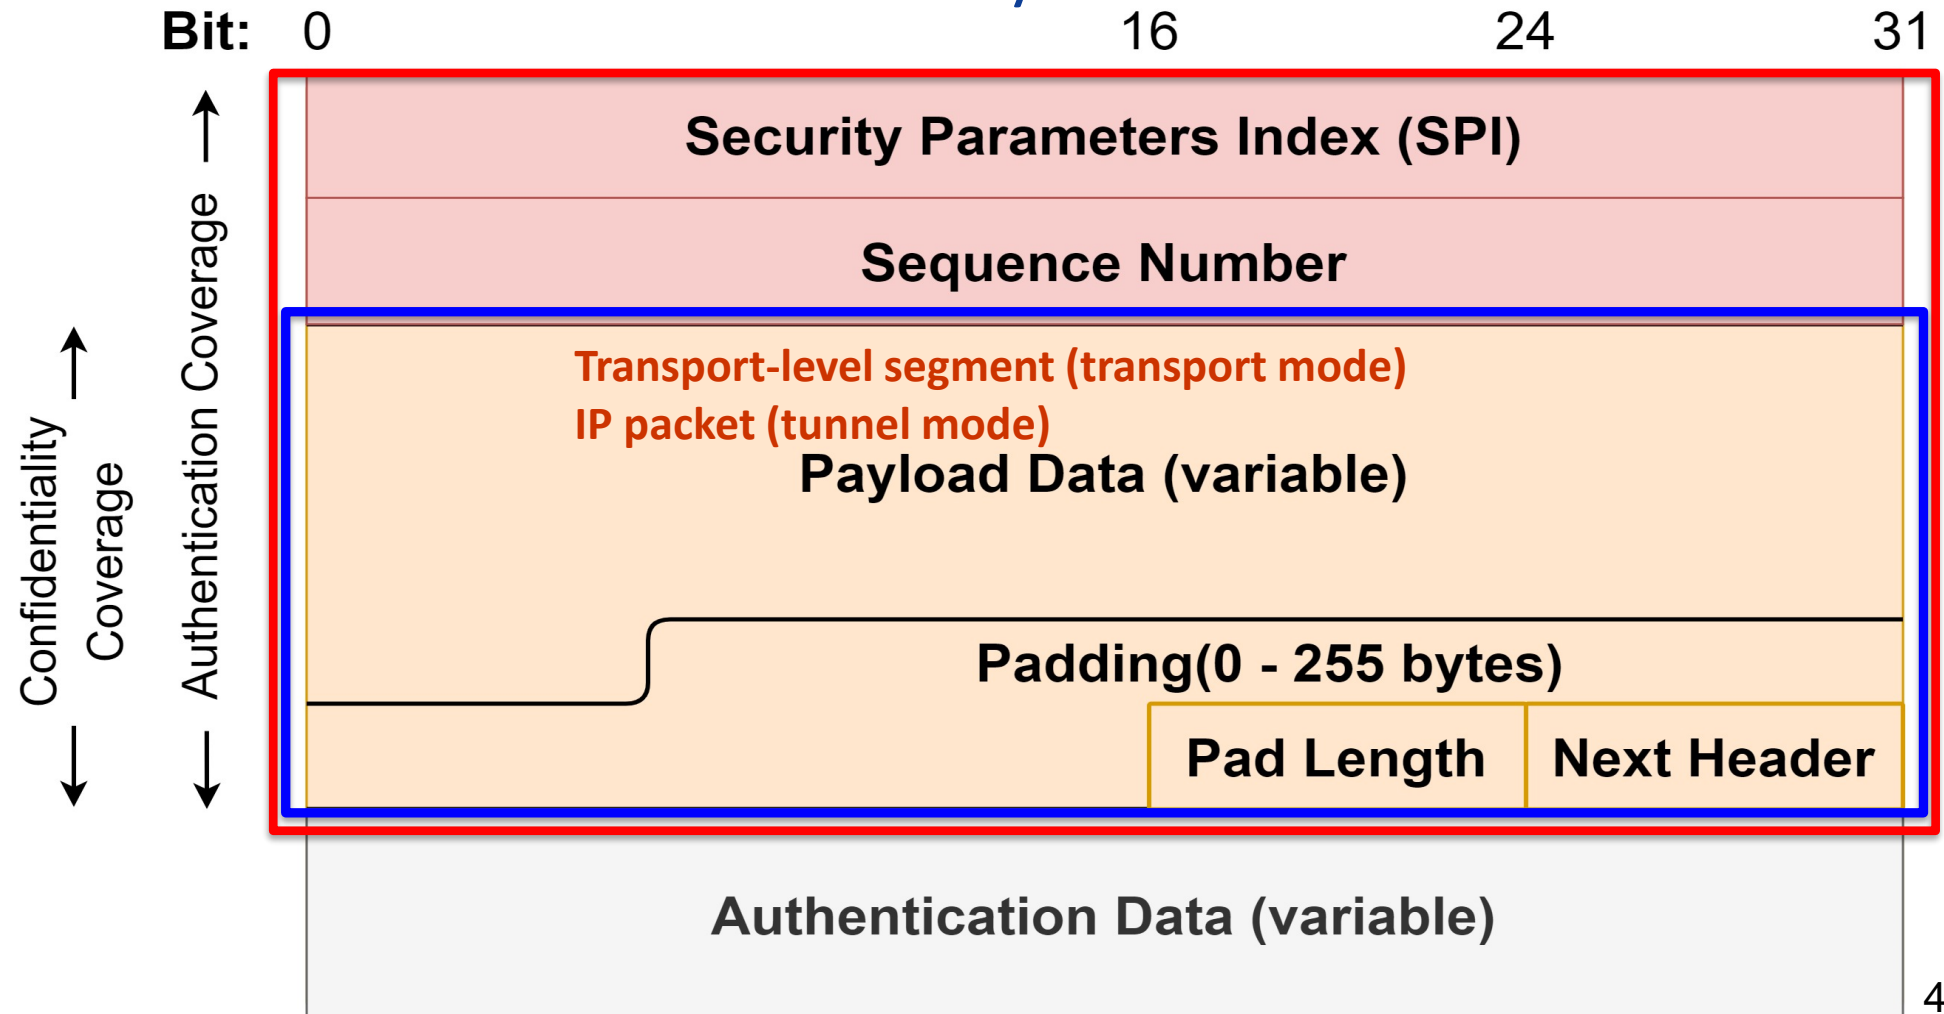 Bit: 0 16 24 31
Security Parameters Index (SPI)
Sequence Number
Transport-level segment (transport mode)
IP packet (tunnel mode)
Payload Data (variable)
Padding(0 - 255 bytes)
Pad Length Next Header
Authentication Data (variable)
Confidentiality
Coverage
Authentication Coverage
4